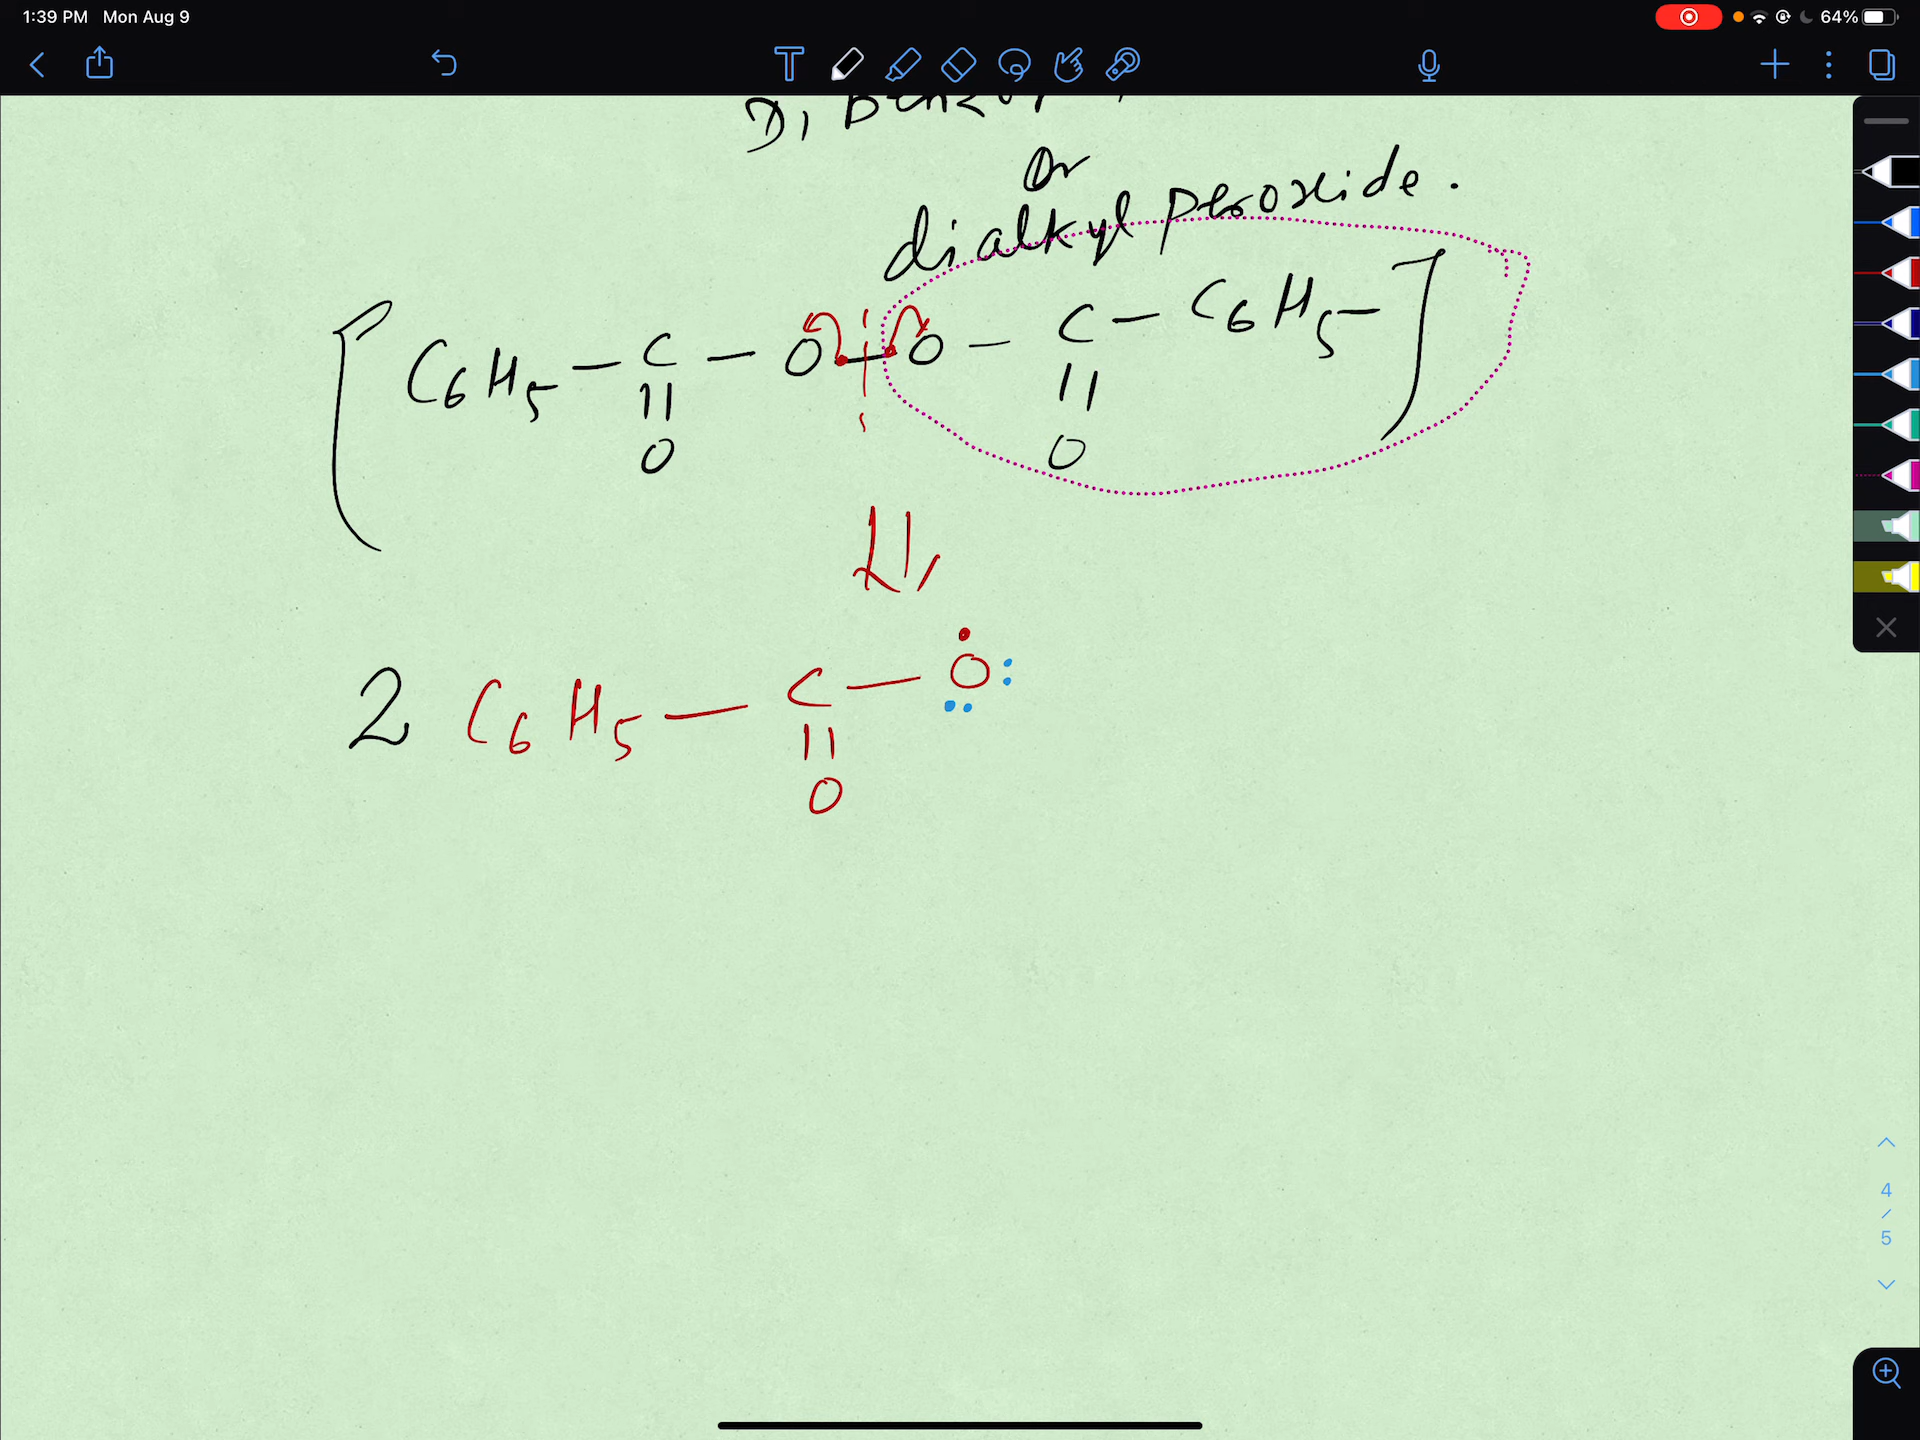 1:39 PM Mon Aug 9
64%
Or
dialkyl peroxide.
[C6H5 — C — O — O — C — C6H5 —]
|| ||
O O
2 C6H5 — C — O
||
O
4
/
5